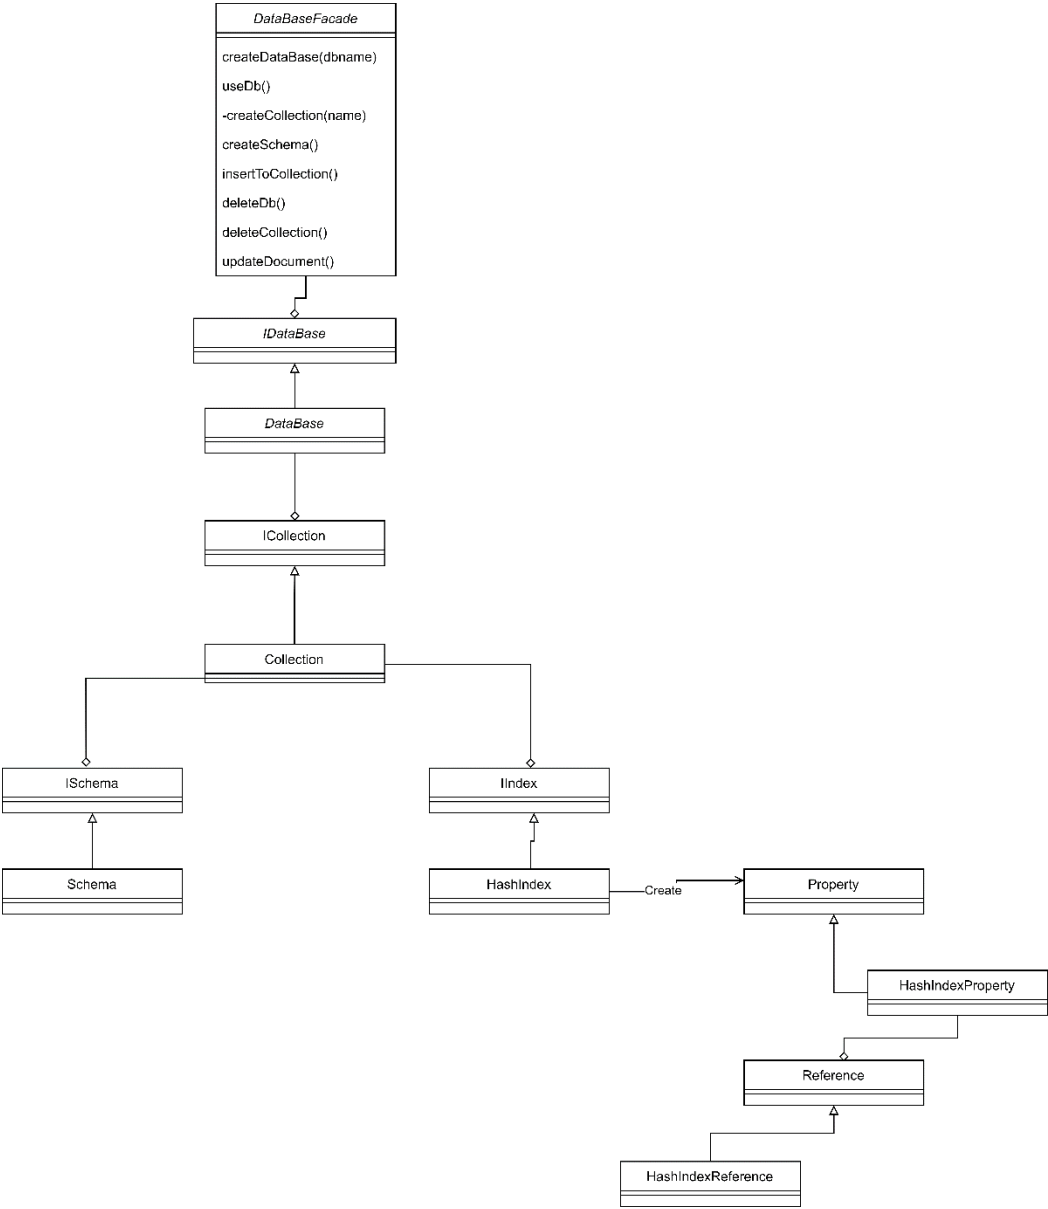 DataBaseFacade
createDataBase(dbname)
useDb()
-createCollection(name)
createSchema()
insertToCollection()
deleteDb()
deleteCollection()
updateDocument()
IDataBase
DataBase
ICollection
Collection
ISchema
IIndex
Schema
HashIndex
Create
Property
HashIndexProperty
Reference
HashIndexReference